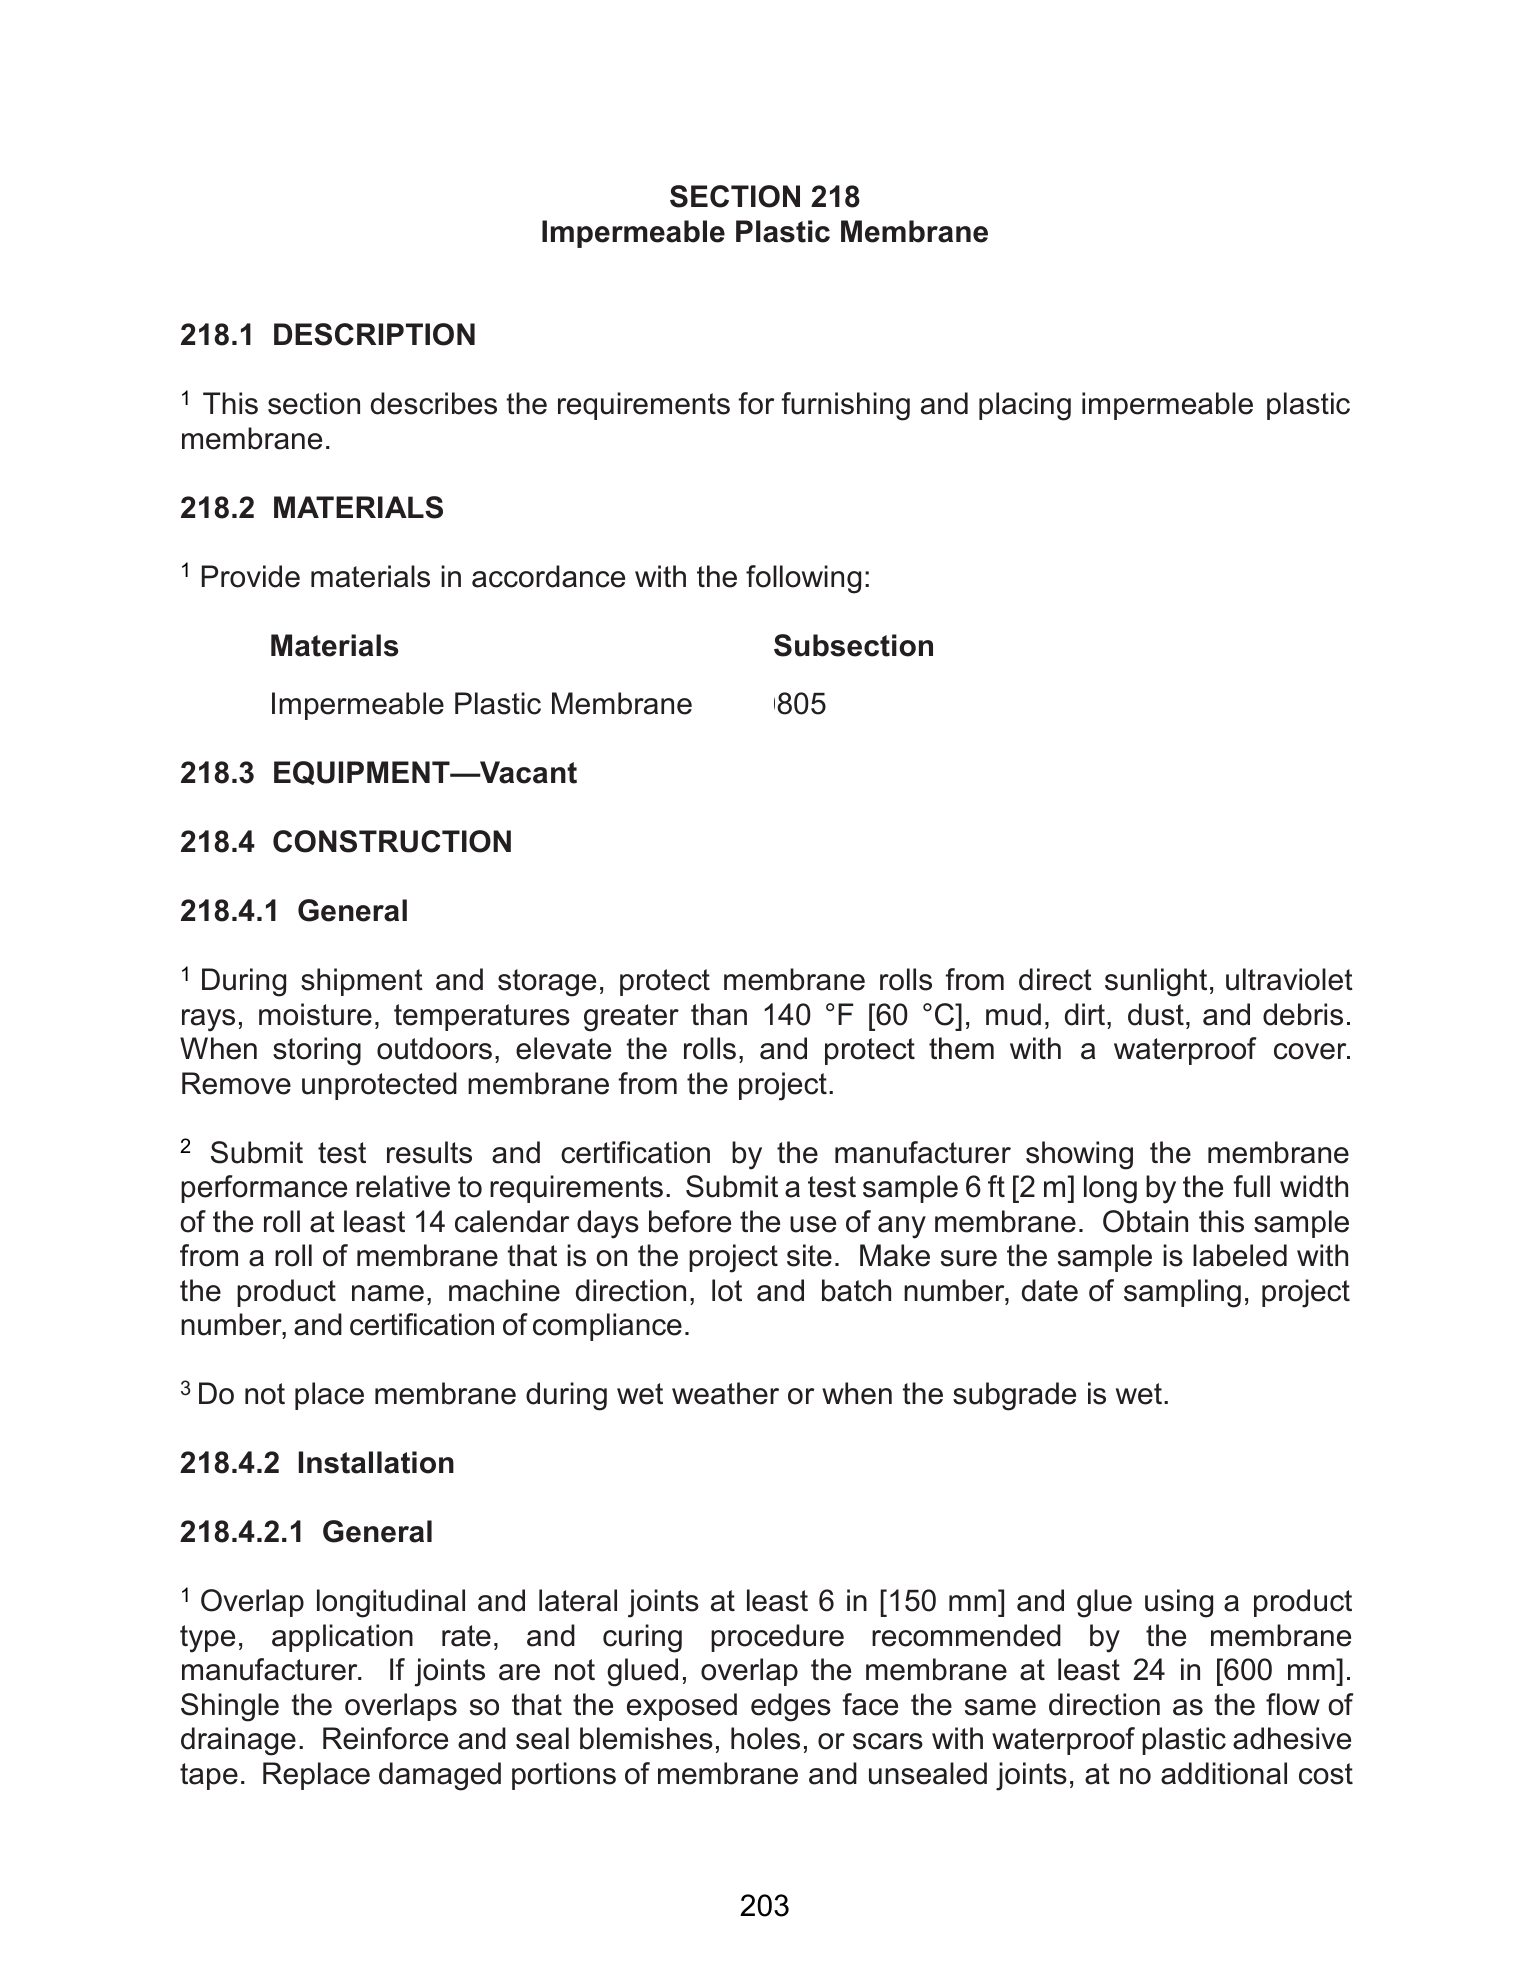 SECTION 218
Impermeable Plastic Membrane
218.1 DESCRIPTION
1 This section describes the requirements for furnishing and placing impermeable plastic
membrane.
218.2 MATERIALS
1 Provide materials in accordance with the following:
Materials Subsection
Impermeable Plastic Membrane 805
218.3 EQUIPMENT—Vacant
218.4 CONSTRUCTION
218.4.1 General
1 During shipment and storage, protect membrane rolls from direct sunlight, ultraviolet
rays, moisture, temperatures greater than 140 °F [60 °C], mud, dirt, dust, and debris.
When storing outdoors, elevate the rolls, and protect them with a waterproof cover.
Remove unprotected membrane from the project.
2 Submit test results and certification by the manufacturer showing the membrane
performance relative to requirements. Submit a test sample 6 ft [2 m] long by the full width
of the roll at least 14 calendar days before the use of any membrane. Obtain this sample
from a roll of membrane that is on the project site. Make sure the sample is labeled with
the product name, machine direction, lot and batch number, date of sampling, project
number, and certification of compliance.
3 Do not place membrane during wet weather or when the subgrade is wet.
218.4.2 Installation
218.4.2.1 General
1 Overlap longitudinal and lateral joints at least 6 in [150 mm] and glue using a product
type, application rate, and curing procedure recommended by the membrane
manufacturer. If joints are not glued, overlap the membrane at least 24 in [600 mm].
Shingle the overlaps so that the exposed edges face the same direction as the flow of
drainage. Reinforce and seal blemishes, holes, or scars with waterproof plastic adhesive
tape. Replace damaged portions of membrane and unsealed joints, at no additional cost
203